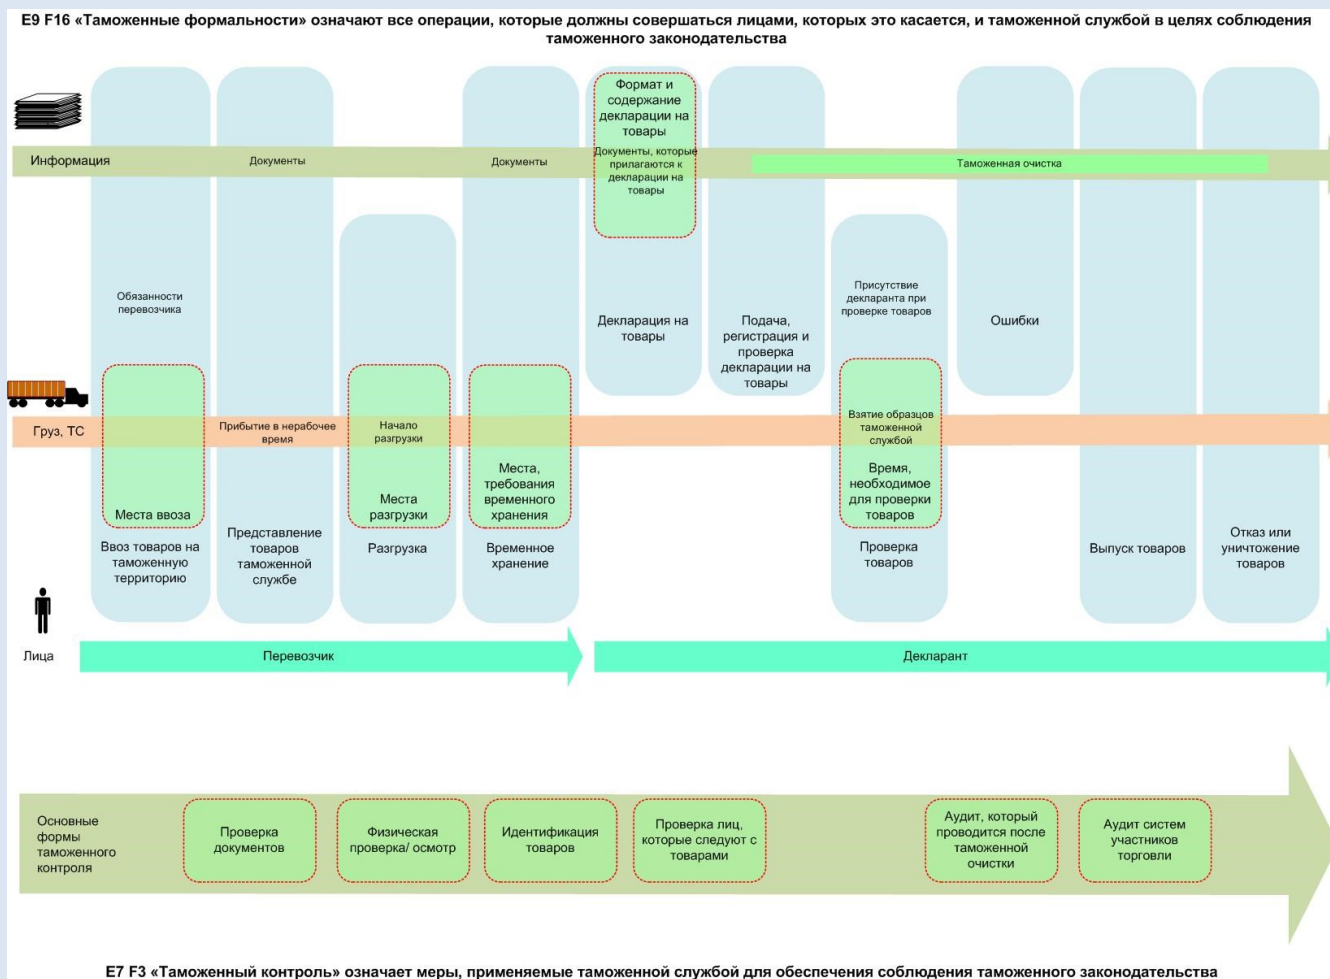 E9 F16 «Таможенные формальности» означают все операции, которые должны совершаться лицами, которых это касается, и таможенной службой в целях соблюдения
таможенного законодательства
Формат и
содержание
декларации на
товары
Информация
Документы
Документы
Документы, которые
прилагаются к
декларации на
товары
Таможенная очистка
Обязанности
перевозчика
Декларация на
товары
Подача,
регистрация и
проверка
декларации на
товары
Присутствие
декларанта при
проверке товаров
Ошибки
Груз, ТС
Прибытие в нерабочее
время
Начало
разгрузки
Взятие образцов
таможенной
службой
Места ввоза
Места
разгрузки
Места,
требования
временного
хранения
Время,
необходимое
для проверки
товаров
Ввоз товаров на
таможенную
территорию
Представление
товаров
таможенной
службе
Разгрузка
Временное
хранение
Проверка
товаров
Выпуск товаров
Отказ или
уничтожение
товаров
Лица
Перевозчик
Декларант
Основные
формы
таможенного
контроля
Проверка
документов
Физическая
проверка/ осмотр
Идентификация
товаров
Проверка лиц,
которые следуют с
товарами
Аудит, который
проводится после
таможенной
очистки
Аудит систем
участников
торговли
E7 F3 «Таможенный контроль» означает меры, применяемые таможенной службой для обеспечения соблюдения таможенного законодательства